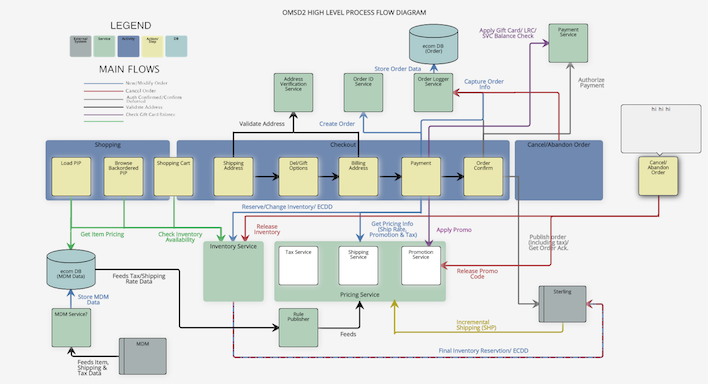 OMSD2 HIGH LEVEL PROCESS FLOW DIAGRAM
LEGEND
External
System
Service
Activity
Action/
Step
DB
MAIN FLOWS
New/Modify Order
Cancel Order
Validate Address
Check Gift Card Balance
ecom DB
(Order)
Apply Gift Card/ LRC/
SVC Balance Check
Payment
Service
Store Order Data
Address
Verification
Service
Order ID
Service
Order Logger
Service
Capture Order
Info
Authorize
Payment
Validate Address
Create Order
hi hi hi
Shopping
Checkout
Cancel/Abandon Order
Load PIP
Browse
Backordered
PIP
Shopping Cart
Shipping
Address
Del/Gift
Options
Billing
Address
Payment
Order
Confirm
Cancel/
Abandon
Order
Reserve/Change Inventory/ ECDD
Get Item Pricing
Check Inventory
Availability
Release
Inventory
Get Pricing Info
(Ship Rate,
Promotion & Tax)
Apply Promo
Publish order
(including tax)/
Get Order Ack.
Inventory Service
Tax Service
Shipping
Service
Promotion
Service
Pricing Service
ecom DB
(MDM Data)
Feeds Tax/Shipping
Rate Data
Release Promo
Code
Store MDM
Data
Sterling
MDM Service?
Rule
Publisher
Feeds
Incremental
Shipping (SHP)
MDM
Feeds Item,
Shipping &
Tax Data
Final Inventory Reservtion/ ECDD